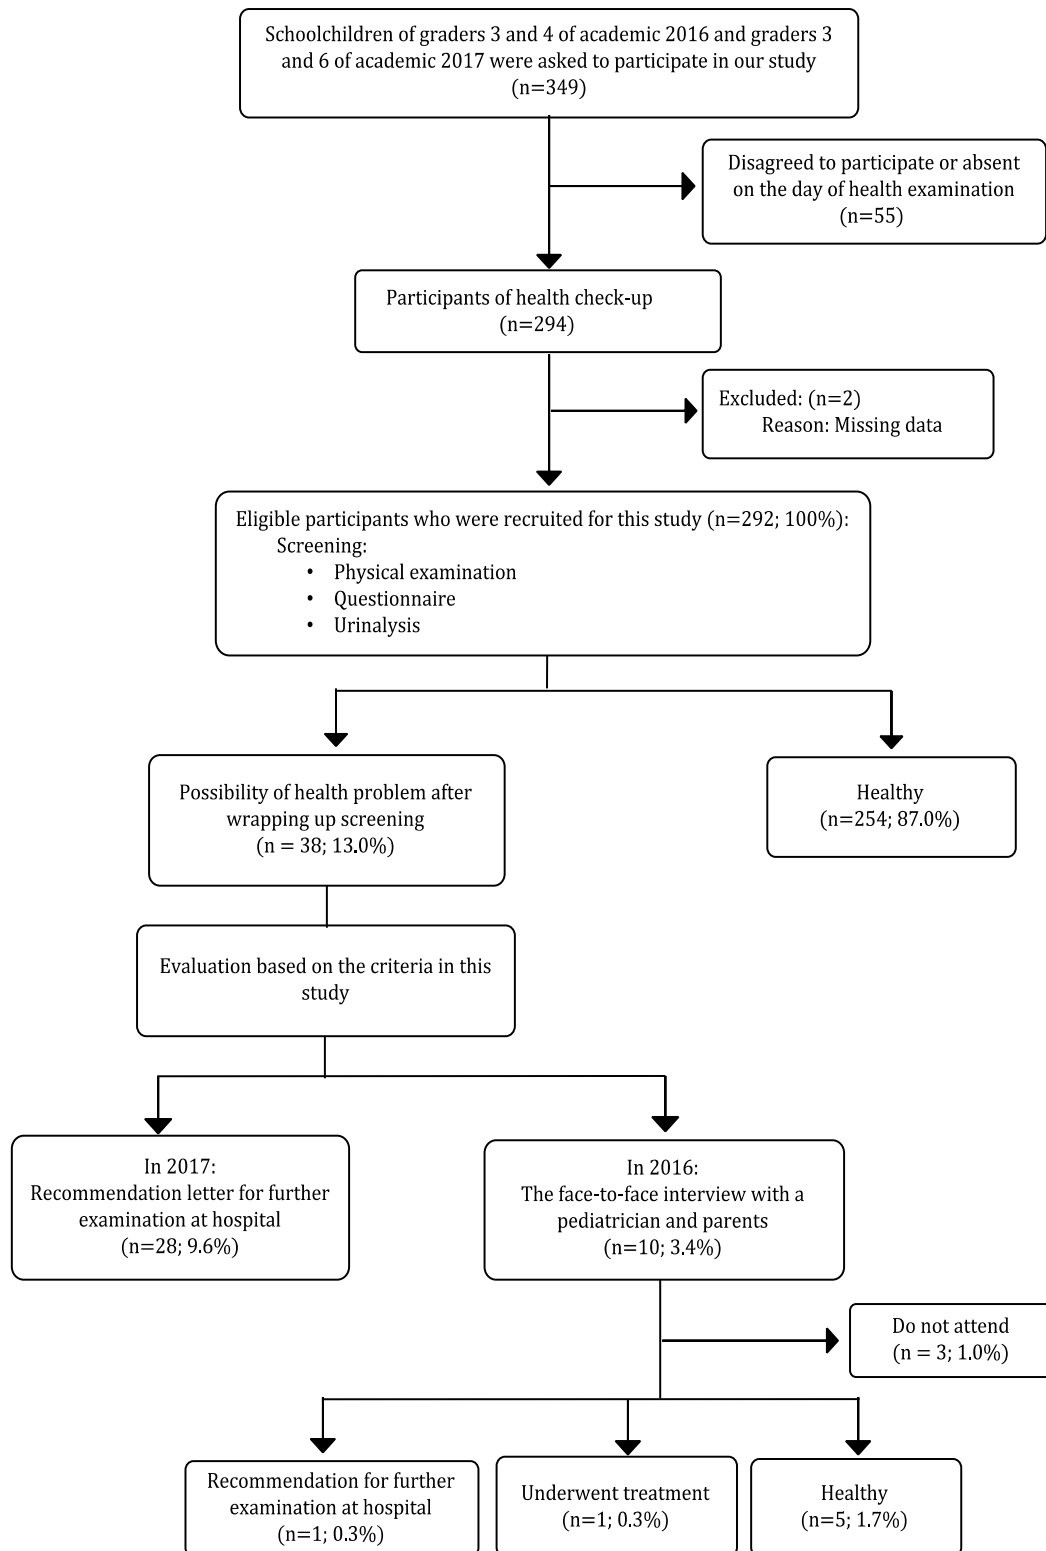 Schoolchildren of graders 3 and 4 of academic 2016 and graders 3
and 6 of academic 2017 were asked to participate in our study
(n=349)
Disagreed to participate or absent
on the day of health examination
(n=55)
Participants of health check-up
(n=294)
Excluded: (n=2)
Reason: Missing data
Eligible participants who were recruited for this study (n=292; 100%):
Screening:
• Physical examination
• Questionnaire
• Urinalysis
Possibility of health problem after
wrapping up screening
(n = 38; 13.0%)
Healthy
(n=254; 87.0%)
Evaluation based on the criteria in this
study
In 2017:
Recommendation letter for further
examination at hospital
(n=28; 9.6%)
In 2016:
The face-to-face interview with a
pediatrician and parents
(n=10; 3.4%)
Do not attend
(n = 3; 1.0%)
Recommendation for further
examination at hospital
(n=1; 0.3%)
Underwent treatment
(n=1; 0.3%)
Healthy
(n=5; 1.7%)